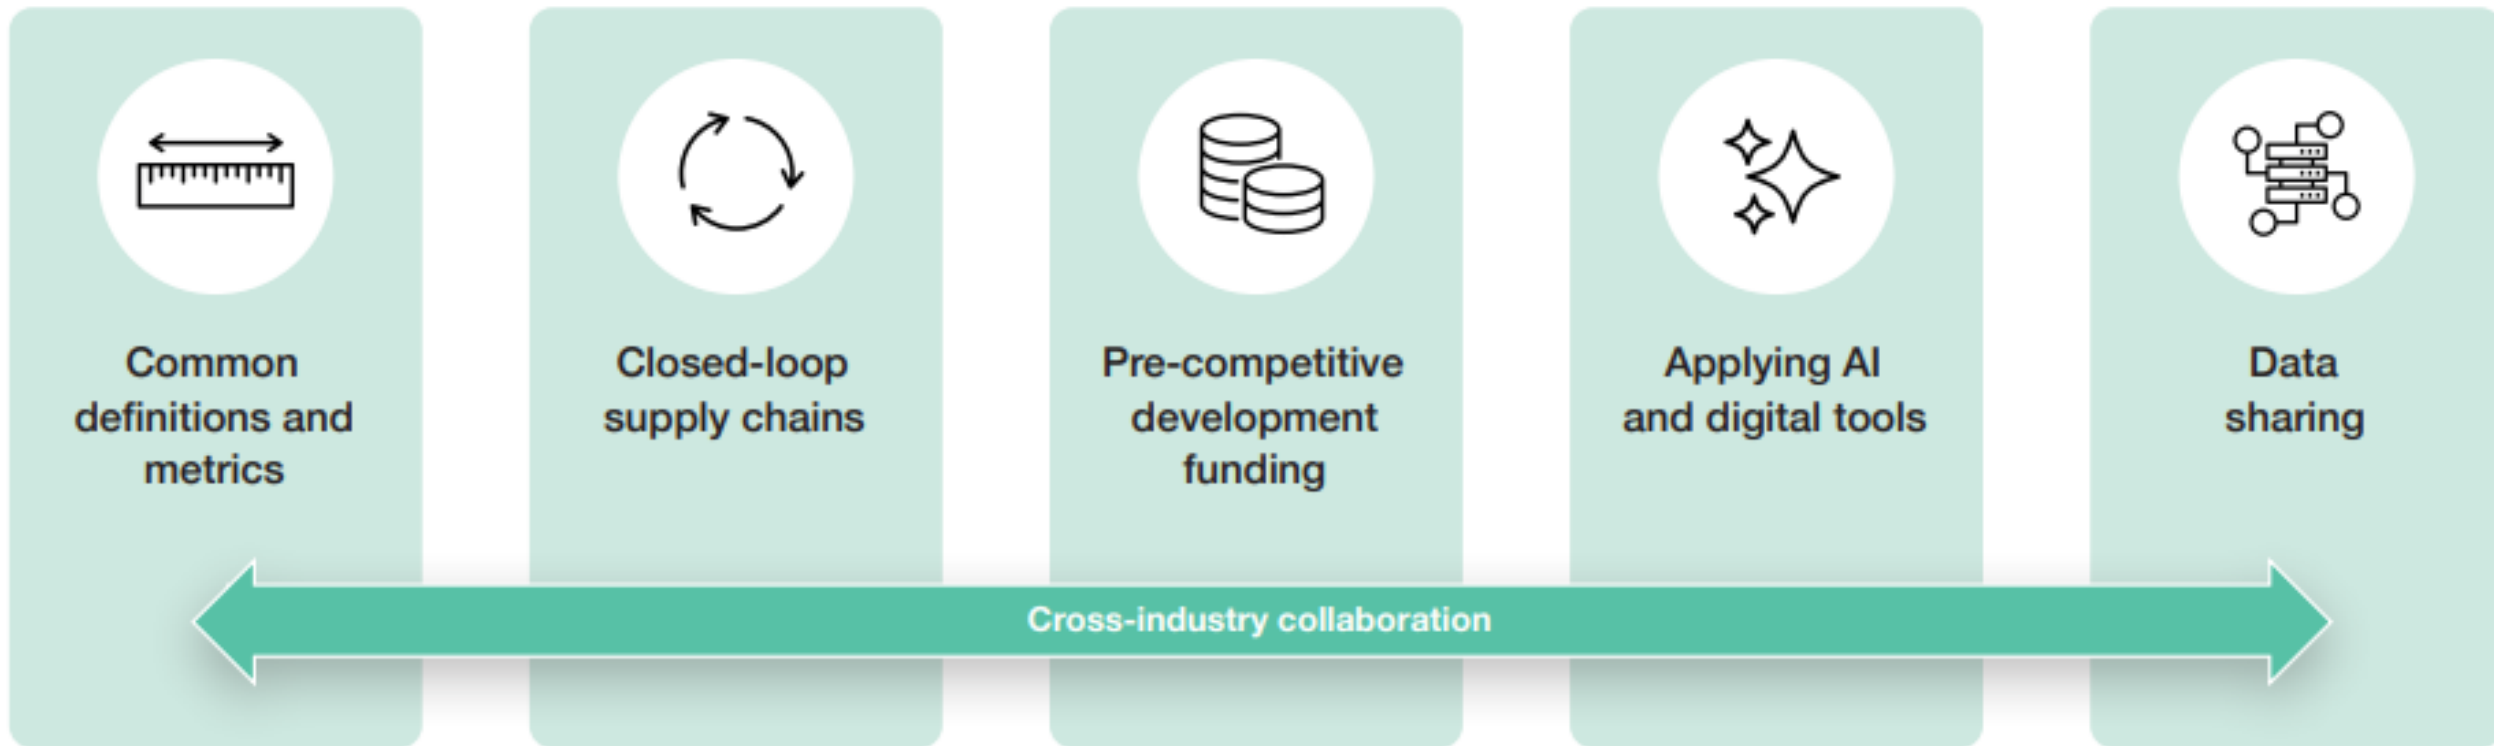 Common
definitions and
metrics
Closed-loop
supply chains
Pre-competitive
development
funding
Applying AI
and digital tools
Data
sharing
Cross-industry collaboration